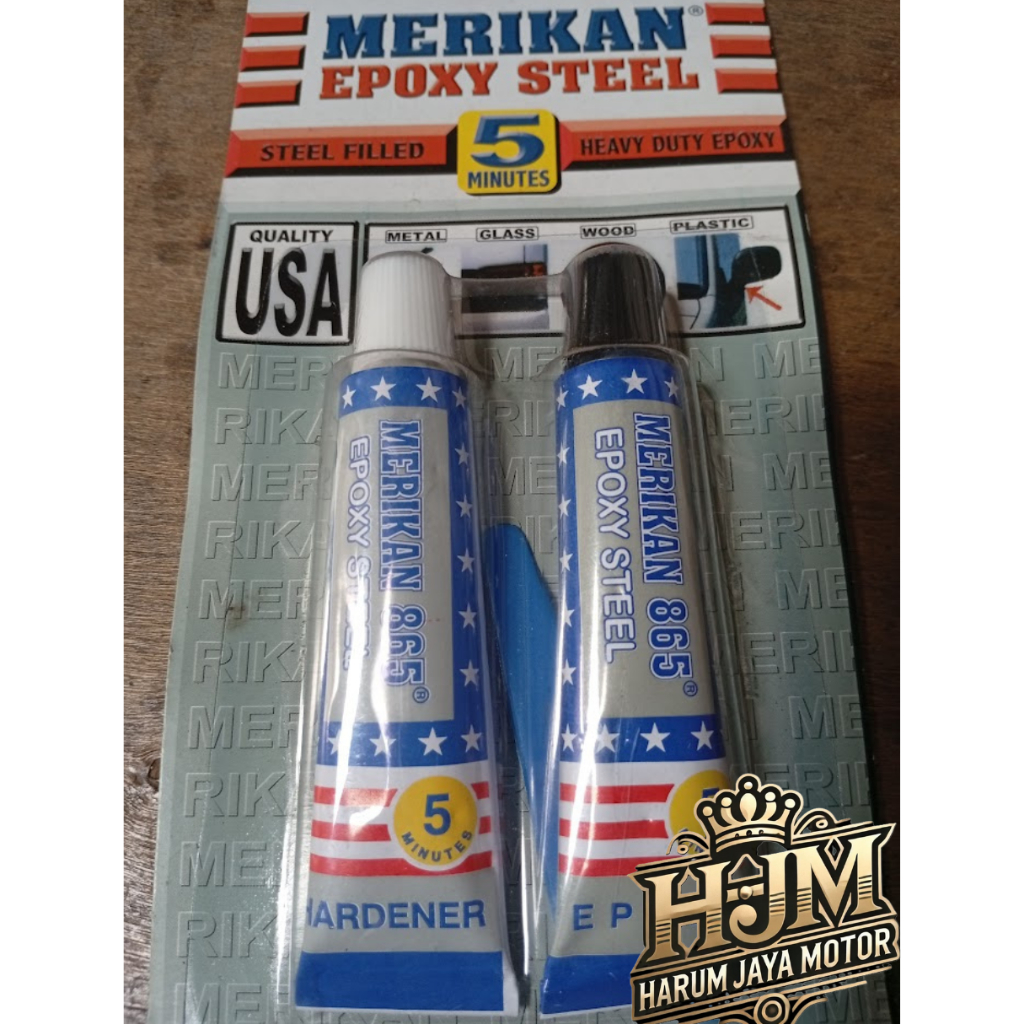 MERIKAN®
EPOXY STEEL
STEEL FILLED
5
MINUTES
HEAVY DUTY EPOXY
QUALITY
USA
METAL
GLASS
WOOD
PLASTIC
MERIKAN 865®
EPOXY STEEL
5
MINUTES
HARDENER
MERIKAN 865®
EPOXY STEEL
E P
HJM
HARUM JAYA MOTOR